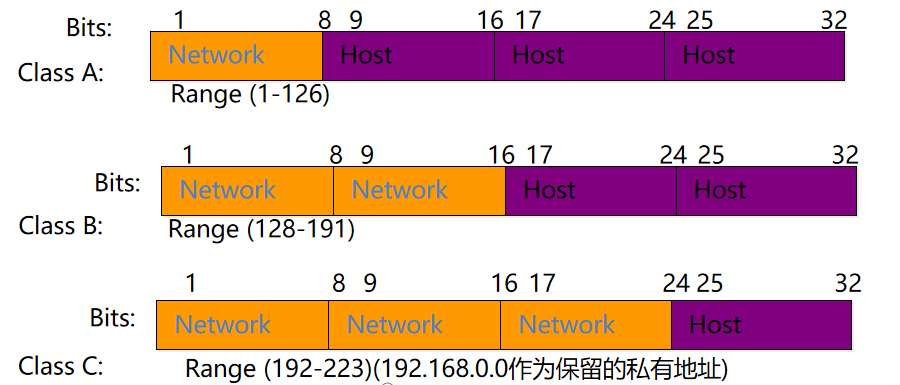 Bits: 1 8 9 16 17 24 25 32
Network Host Host Host
Class A:
Range (1-126)
1 8 9 16 17 24 25 32
Bits: Network Network Host Host
Class B: Range (128-191)
1 8 9 16 17 24 25 32
Bits: Network Network Network Host
Class C: Range (192-223)(192.168.0.0作为保留的私有地址)